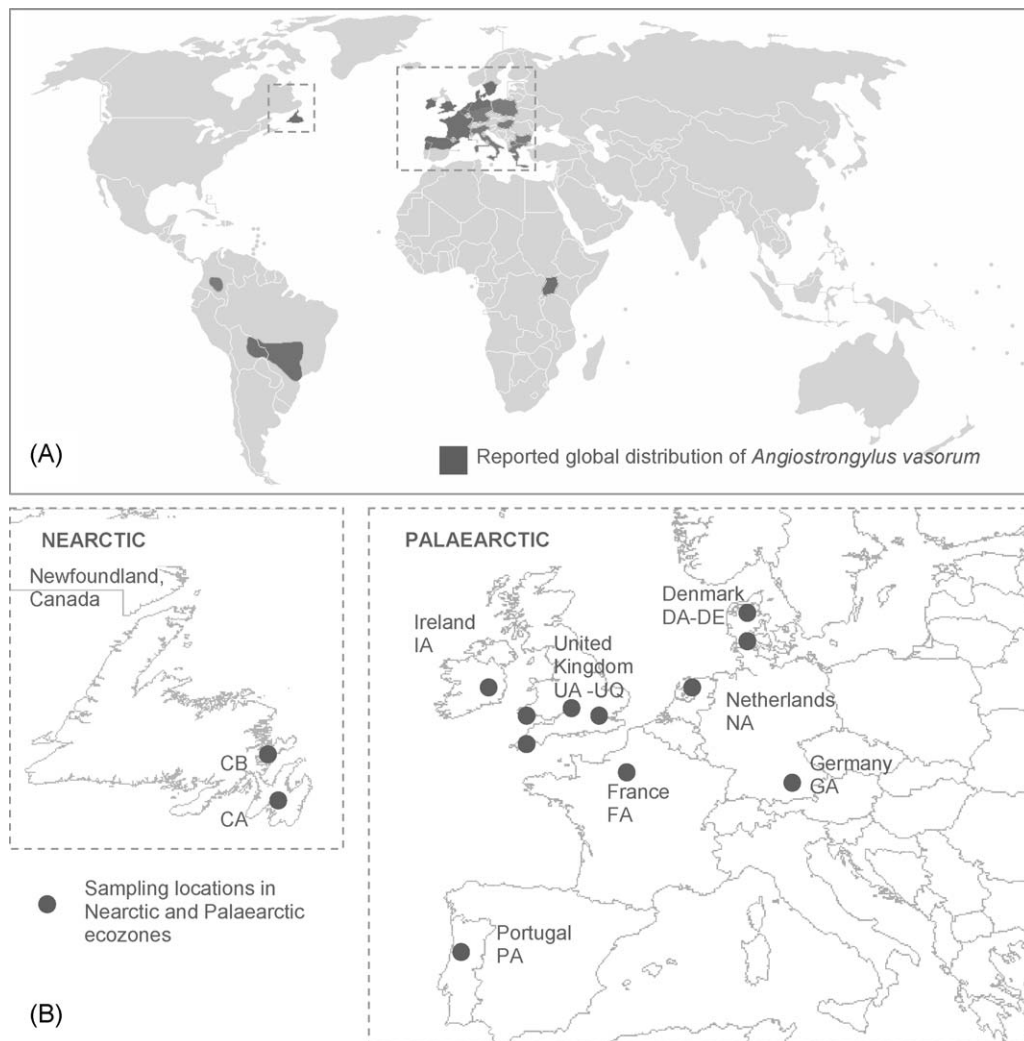 (A)
Reported global distribution of Angiostrongylus vasorum
NEARCTIC
Newfoundland,
Canada
CB
CA
Sampling locations in
Nearctic and Palaearctic
ecozones
(B)
PALAEARCTIC
Ireland
IA
United
Kingdom
UA -UQ
Denmark
DA-DE
Netherlands
NA
Germany
GA
France
FA
Portugal
PA